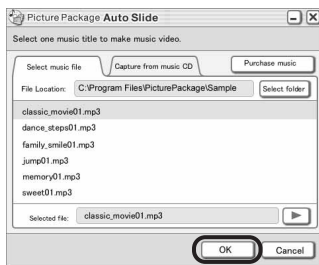 Picture Package Auto Slide
Select one music title to make music video.
Select music file
Capture from music CD
Purchase music
File Location: C:\Program Files\PicturePackage\Sample Select folder
classic_movie01.mp3
dance_steps01.mp3
family_smile01.mp3
jump01.mp3
memory01.mp3
sweet01.mp3
Selected file: classic_movie01.mp3
OK Cancel